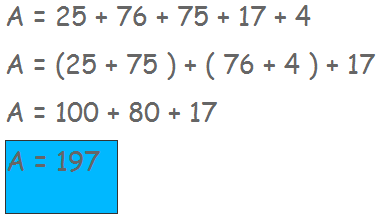 A = 25 + 76 + 75 + 17 + 4
A = (25 + 75 ) + ( 76 + 4 ) + 17
A = 100 + 80 + 17
A = 197